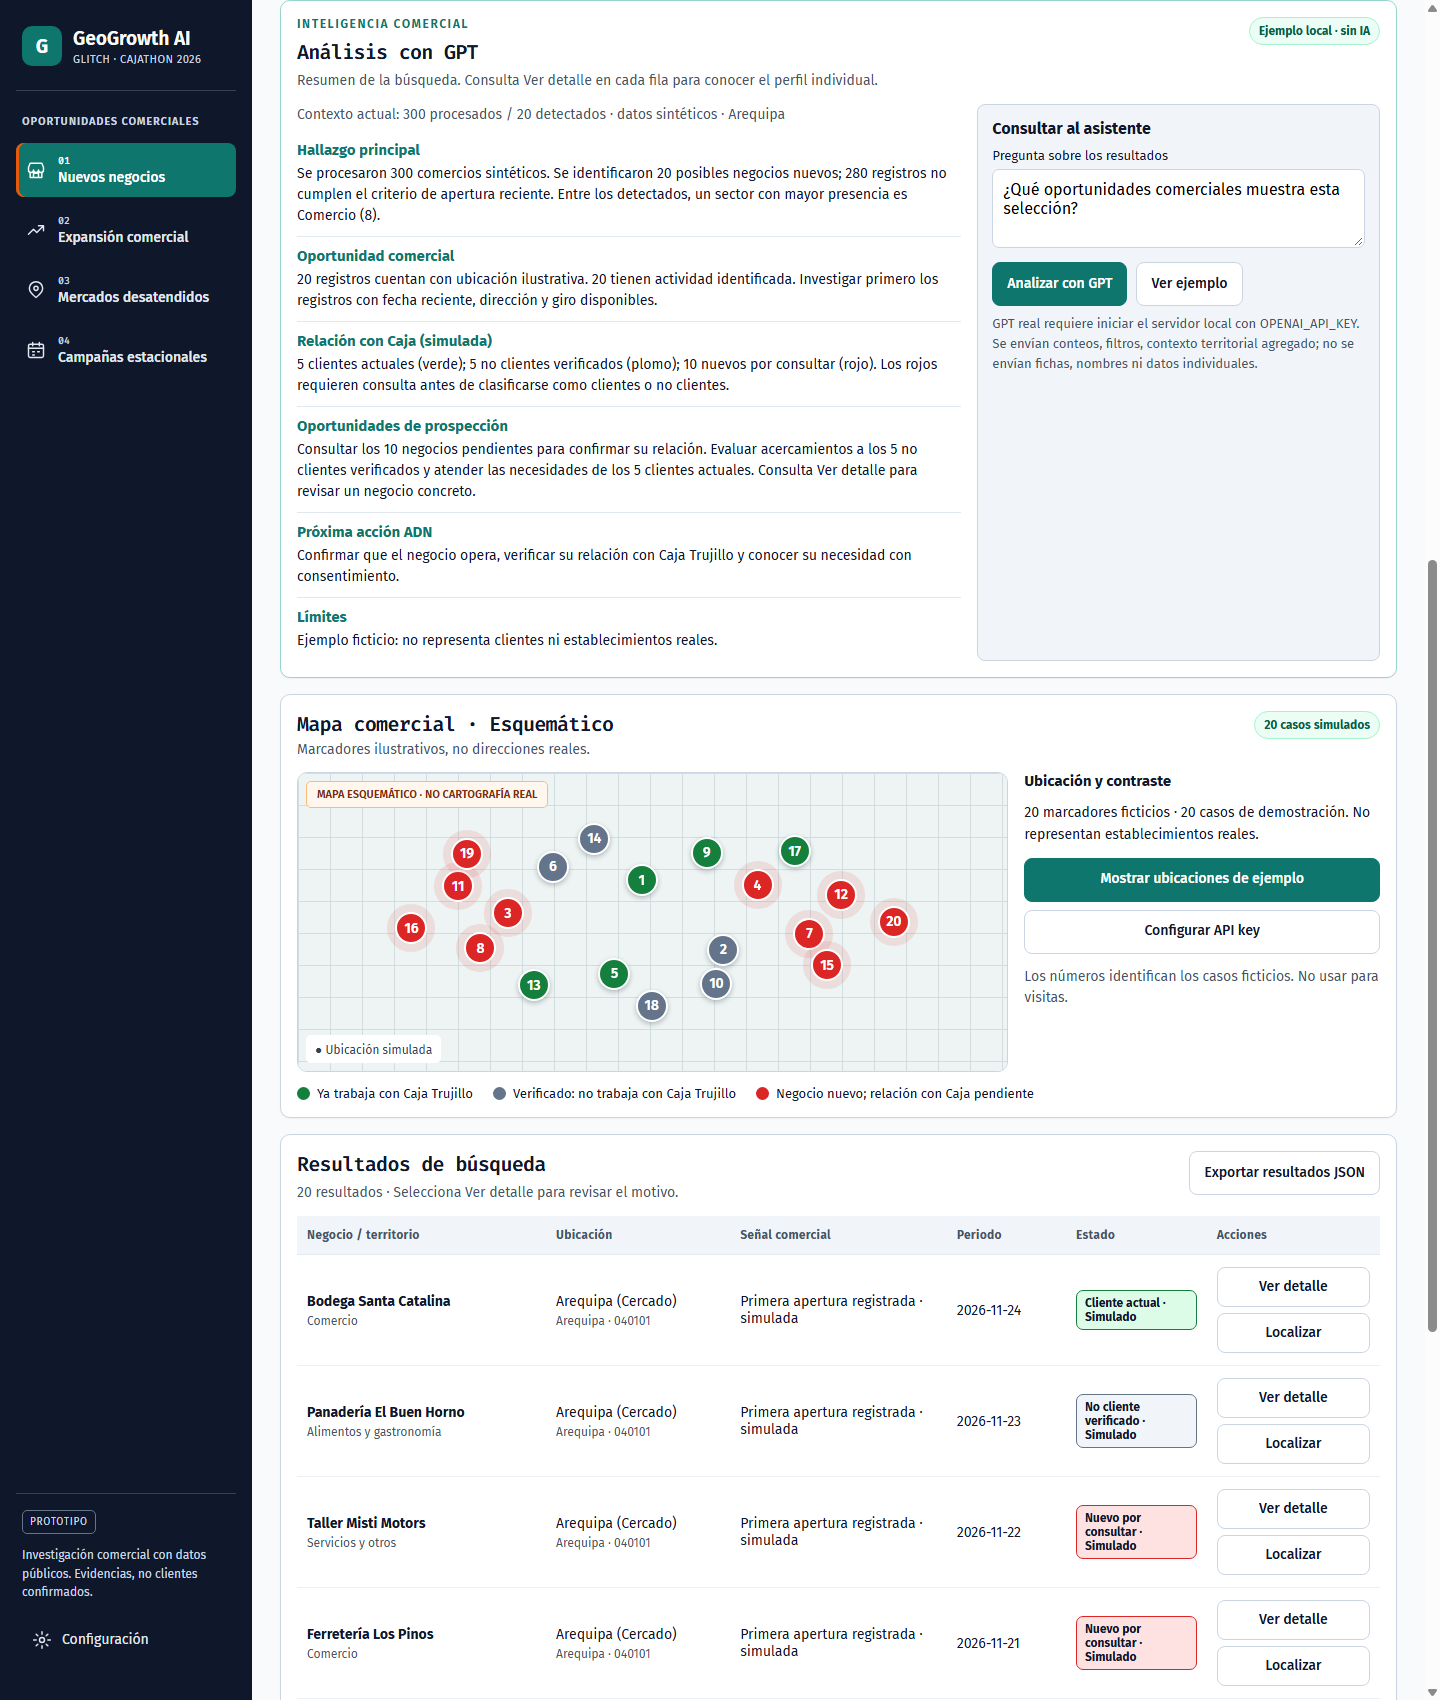 G
GeoGrowth AI
GLITCH · CAJATHON 2026
OPORTUNIDADES COMERCIALES
01
Nuevos negocios
02
Expansión comercial
03
Mercados desatendidos
04
Campañas estacionales
PROTOTIPO
Investigación comercial con datos
públicos. Evidencias, no clientes
confirmados.
Configuración
INTELIGENCIA COMERCIAL
Ejemplo local · sin IA
Análisis con GPT
Resumen de la búsqueda. Consulta Ver detalle en cada fila para conocer el perfil individual.
Contexto actual: 300 procesados / 20 detectados · datos sintéticos · Arequipa
Hallazgo principal
Se procesaron 300 comercios sintéticos. Se identificaron 20 posibles negocios nuevos; 280 registros no
cumplen el criterio de apertura reciente. Entre los detectados, un sector con mayor presencia es
Comercio (8).
Oportunidad comercial
20 registros cuentan con ubicación ilustrativa. 20 tienen actividad identificada. Investigar primero los
registros con fecha reciente, dirección y giro disponibles.
Relación con Caja (simulada)
5 clientes actuales (verde); 5 no clientes verificados (plomo); 10 nuevos por consultar (rojo). Los rojos
requieren consulta antes de clasificarse como clientes o no clientes.
Oportunidades de prospección
Consultar los 10 negocios pendientes para confirmar su relación. Evaluar acercamientos a los 5 no
clientes verificados y atender las necesidades de los 5 clientes actuales. Consulta Ver detalle para
revisar un negocio concreto.
Próxima acción ADN
Confirmar que el negocio opera, verificar su relación con Caja Trujillo y conocer su necesidad con
consentimiento.
Límites
Ejemplo ficticio: no representa clientes ni establecimientos reales.
Consultar al asistente
Pregunta sobre los resultados
¿Qué oportunidades comerciales muestra esta
selección?
Analizar con GPT
Ver ejemplo
GPT real requiere iniciar el servidor local con OPENAI_API_KEY.
Se envían conteos, filtros, contexto territorial agregado; no se
envían fichas, nombres ni datos individuales.
Mapa comercial · Esquemático
20 casos simulados
Marcadores ilustrativos, no direcciones reales.
MAPA ESQUEMÁTICO · NO CARTOGRAFÍA REAL
14
19
6
9
17
11
1
4
12
3
16
8
7
20
2
15
13
5
10
18
● Ubicación simulada
Ubicación y contraste
20 marcadores ficticios · 20 casos de demostración. No
representan establecimientos reales.
Mostrar ubicaciones de ejemplo
Configurar API key
Los números identifican los casos ficticios. No usar para
visitas.
Ya trabaja con Caja Trujillo
Verificado: no trabaja con Caja Trujillo
Negocio nuevo; relación con Caja pendiente
Resultados de búsqueda
20 resultados · Selecciona Ver detalle para revisar el motivo.
Exportar resultados JSON
Negocio / territorio
Ubicación
Señal comercial
Periodo
Estado
Acciones
Bodega Santa Catalina
Comercio
Arequipa (Cercado)
Arequipa · 040101
Primera apertura registrada ·
simulada
2026-11-24
Cliente actual ·
Simulado
Ver detalle
Localizar
Panadería El Buen Horno
Alimentos y gastronomía
Arequipa (Cercado)
Arequipa · 040101
Primera apertura registrada ·
simulada
2026-11-23
No cliente
verificado ·
Simulado
Ver detalle
Localizar
Taller Misti Motors
Servicios y otros
Arequipa (Cercado)
Arequipa · 040101
Primera apertura registrada ·
simulada
2026-11-22
Nuevo por
consultar ·
Simulado
Ver detalle
Localizar
Ferretería Los Pinos
Comercio
Arequipa (Cercado)
Arequipa · 040101
Primera apertura registrada ·
simulada
2026-11-21
Nuevo por
consultar ·
Simulado
Ver detalle
Localizar